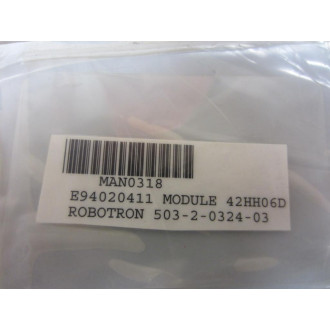 MAN0318
E94020411 MODULE 42HH06D
ROBOTRON 503-2-0324-03